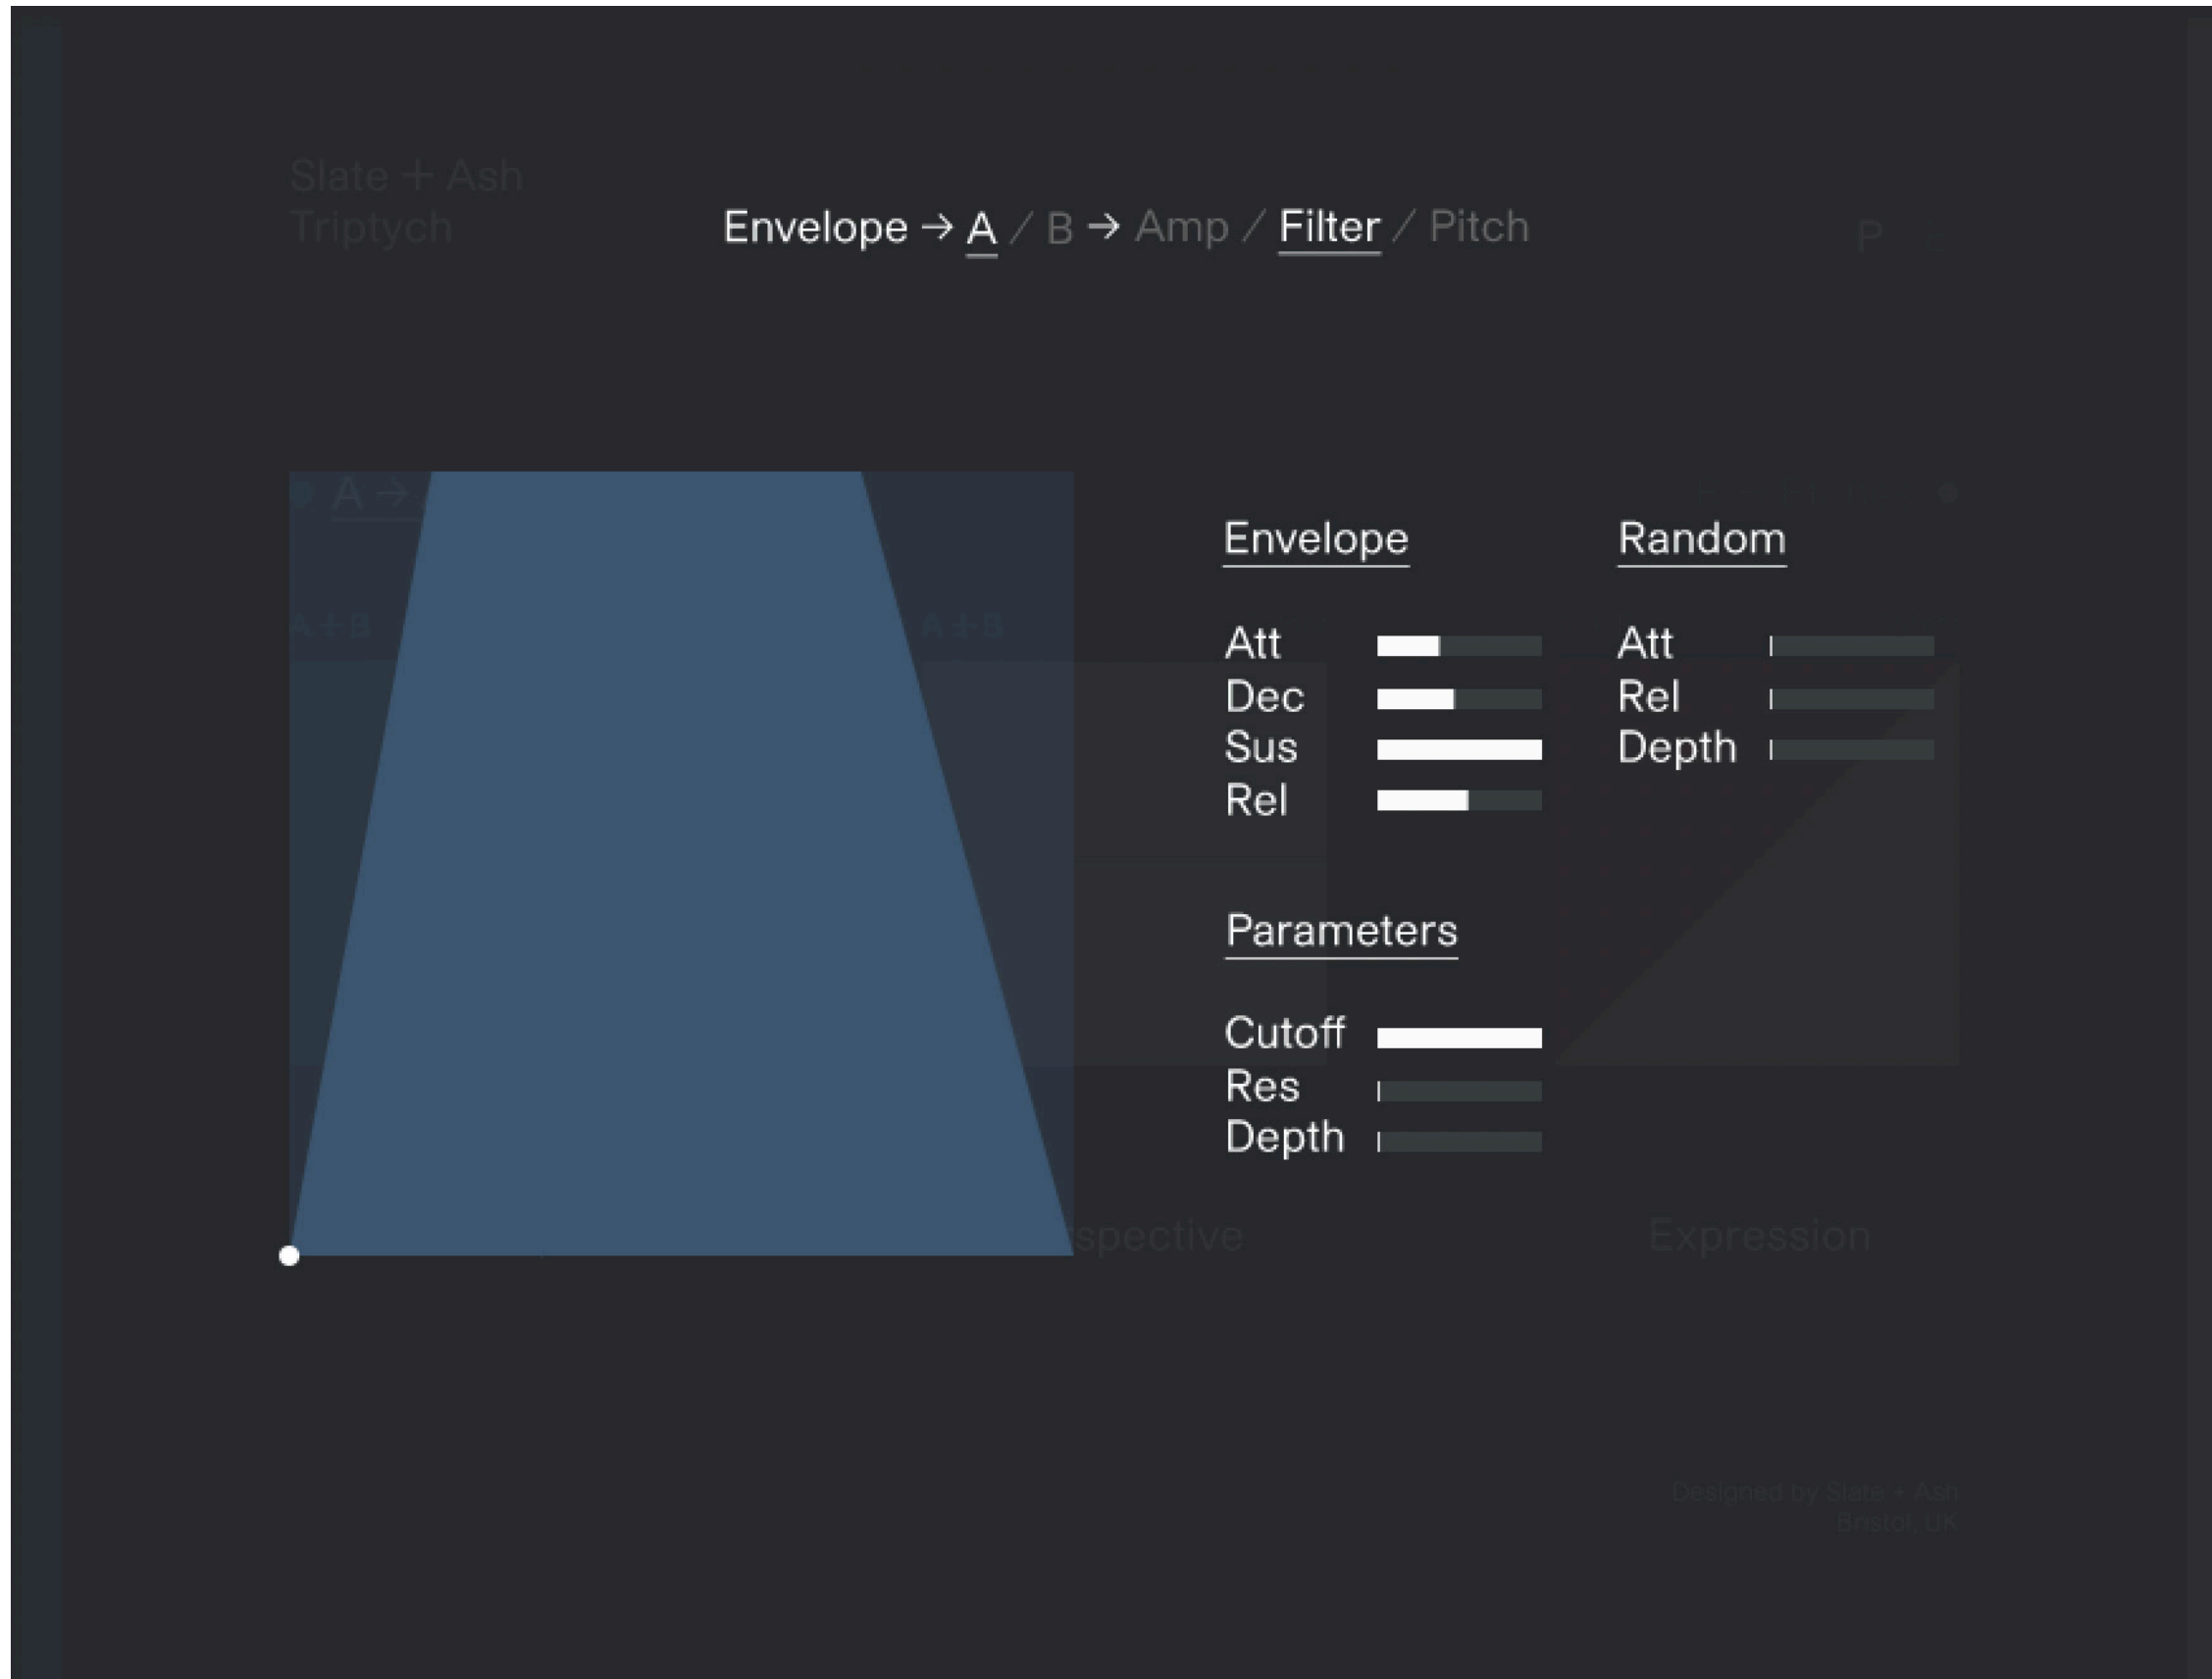 Slate + Ash
Triptych
Envelope → A / B → Amp / Filter / Pitch
A →
A + B
A + B
Envelope
Att
Dec
Sus
Rel
Random
Att
Rel
Depth
Parameters
Cutoff
Res
Depth
Expression
Designed by Slate + Ash
Bristol, UK